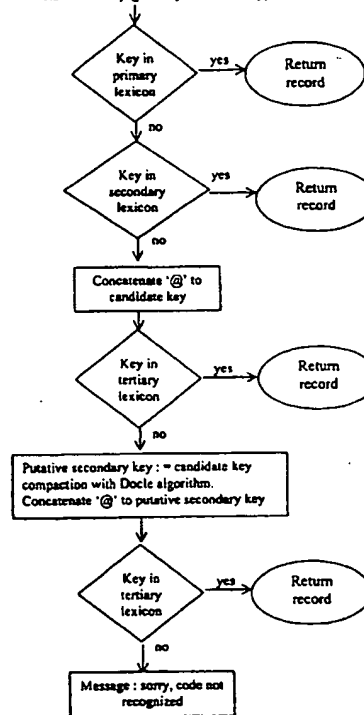 Key in
primary
lexicon
yes
Return
record
no
Key in
secondary
lexicon
yes
Return
record
no
Concatenate '@' to
candidate key
Key in
tertiary
lexicon
yes
Return
record
no
Putative secondary key : = candidate key
compaction with Docle algorithm.
Concatenate '@' to putative secondary key
Key in
tertiary
lexicon
yes
Return
record
no
Message : sorry, code not
recognized